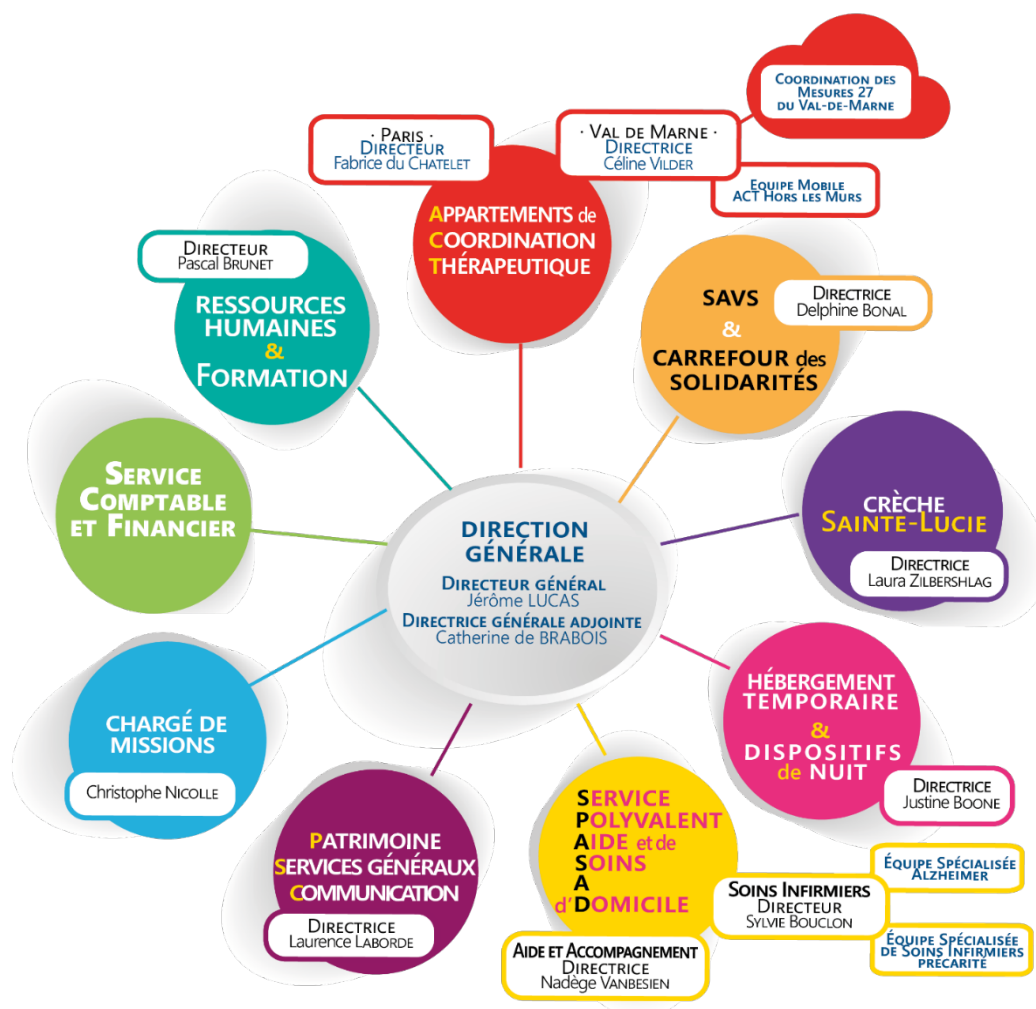 COORDINATION DES
MESURES 27
DU VAL-DE-MARNE
· PARIS ·
DIRECTEUR
Fabrice du CHATELET
· VAL DE MARNE ·
DIRECTRICE
Céline VILDER
EQUIPE MOBILE
ACT HORS LES MURS
APPARTEMENTS de
COORDINATION
THÉRAPEUTIQUE
DIRECTEUR
Pascal BRUNET
RESSOURCES
HUMAINES
&
FORMATION
SAVS
&
CARREFOUR des
SOLIDARITÉS
DIRECTRICE
Delphine BONAL
SERVICE
COMPTABLE
ET FINANCIER
DIRECTION
GÉNÉRALE
DIRECTEUR GÉNÉRAL
Jérôme LUCAS
DIRECTRICE GÉNÉRALE ADJOINTE
Catherine de BRABOIS
CRÈCHE
SAINTE-LUCIE
DIRECTRICE
Laura ZILBERSHLAG
CHARGÉ DE
MISSIONS
Christophe NICOLLE
HÉBERGEMENT
TEMPORAIRE
&
DISPOSITIFS
de NUIT
DIRECTRICE
Justine BOONE
PATRIMOINE
SERVICES GÉNÉRAUX
COMMUNICATION
DIRECTRICE
Laurence LABORDE
SERVICE
POLYVALENT
AIDE et de
SOINS
A
d'DOMICILE
AIDE ET ACCOMPAGNEMENT
DIRECTRICE
Nadège VANBESIEN
SOINS INFIRMIERS
DIRECTEUR
SYLVIE BOUCLON
ÉQUIPE SPÉCIALISÉE
ALZHEIMER
ÉQUIPE SPÉCIALISÉE
DE SOINS INFIRMIERS
PRÉCARITÉ